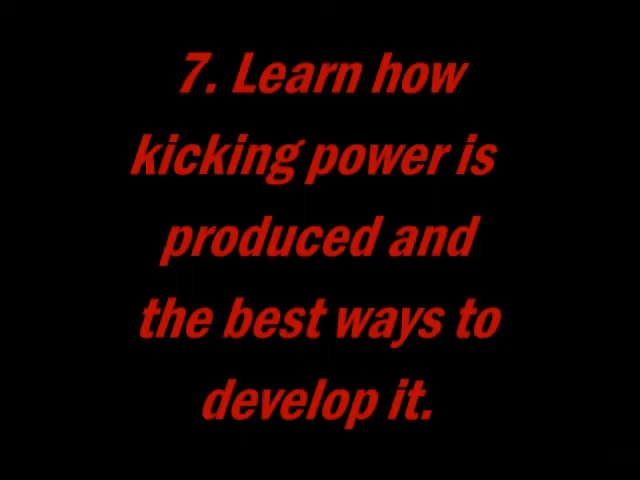 7. Learn how
kicking power is
produced and
the best ways to
develop it.